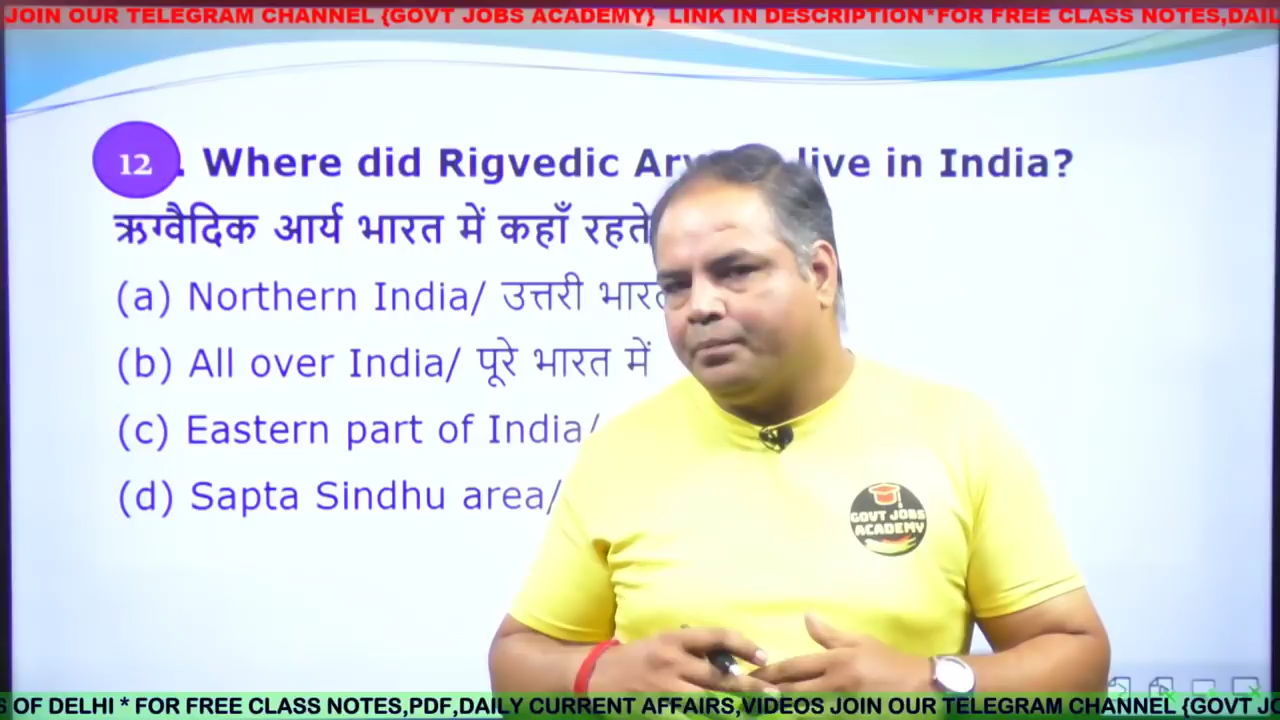 JOIN OUR TELEGRAM CHANNEL {GOVT JOBS ACADEMY} LINK IN DESCRIPTION*FOR FREE CLASS NOTES,DAIL
12. Where did Rigvedic live in India?
ऋग्वैदिक आर्य भारत में कहाँ रहते
(a) Northern India/ उत्तरी भारत
(b) All over India/ पूरे भारत में
(c) Eastern part of India/
(d) Sapta Sindhu area/
GOVT JOBS
ACADEMY
S OF DELHI * FOR FREE CLASS NOTES,PDF,DAILY CURRENT AFFAIRS,VIDEOS JOIN OUR TELEGRAM CHANNEL {GOVT JO